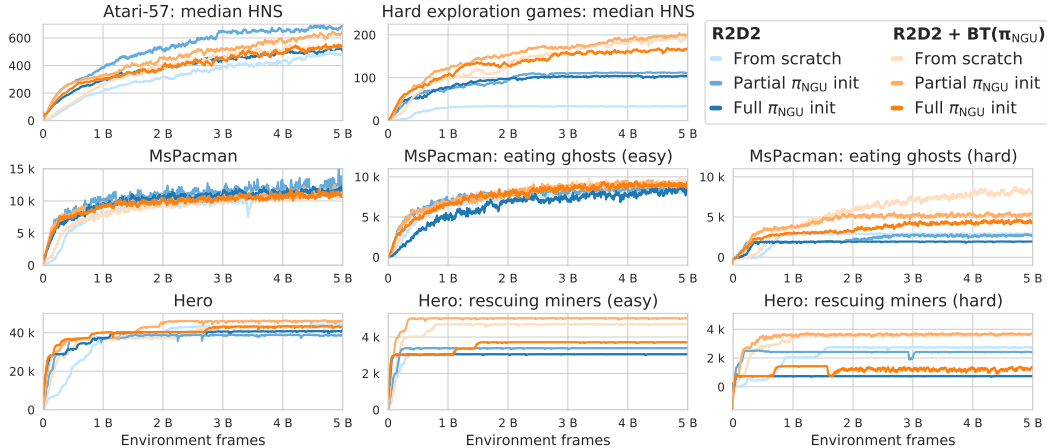 Atari-57: median HNS
600
400
200
0
0 1 B 2 B 3 B 4 B 5 B
Hard exploration games: median HNS
200
100
0
0 1 B 2 B 3 B 4 B 5 B
R2D2
From scratch
Partial π_NGU init
Full π_NGU init
R2D2 + BT(π_NGU)
From scratch
Partial π_NGU init
Full π_NGU init
MsPacman
15 k
10 k
5 k
0
0 1 B 2 B 3 B 4 B 5 B
MsPacman: eating ghosts (easy)
10 k
5 k
0
0 1 B 2 B 3 B 4 B 5 B
MsPacman: eating ghosts (hard)
10 k
5 k
0
0 1 B 2 B 3 B 4 B 5 B
Hero
40 k
20 k
0
0 1 B 2 B 3 B 4 B 5 B
Environment frames
Hero: rescuing miners (easy)
4 k
2 k
0
0 1 B 2 B 3 B 4 B 5 B
Environment frames
Hero: rescuing miners (hard)
4 k
2 k
0
0 1 B 2 B 3 B 4 B 5 B
Environment frames